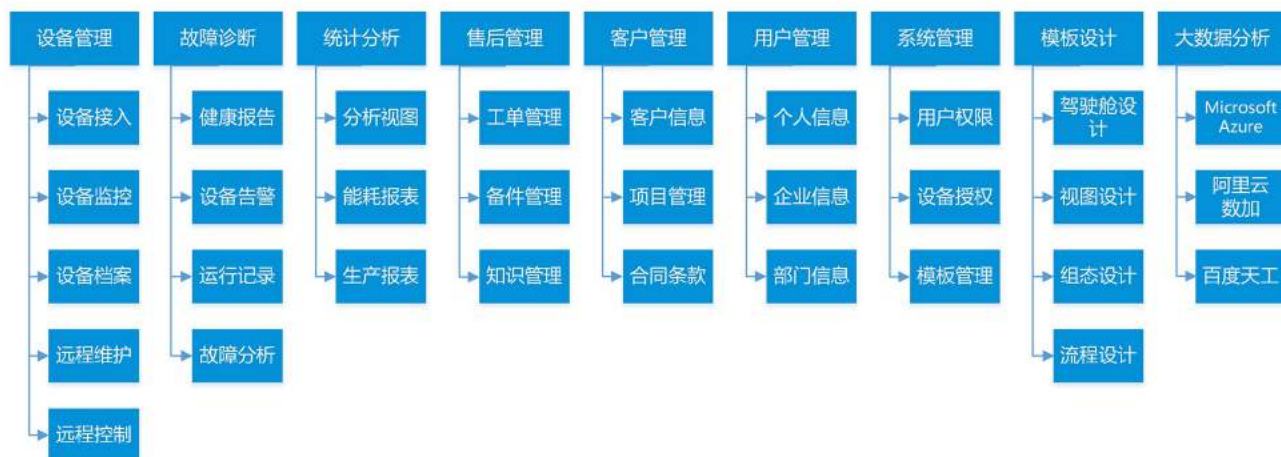 设备管理
故障诊断
统计分析
售后管理
客户管理
用户管理
系统管理
模板设计
大数据分析
设备接入
健康报告
分析视图
工单管理
客户信息
个人信息
用户权限
驾驶舱设
计
Microsoft
Azure
设备监控
设备告警
能耗报表
备件管理
项目管理
企业信息
设备授权
视图设计
阿里云
数加
设备档案
运行记录
生产报表
知识管理
合同条款
部门信息
模板管理
组态设计
百度天工
远程维护
故障分析
流程设计
远程控制